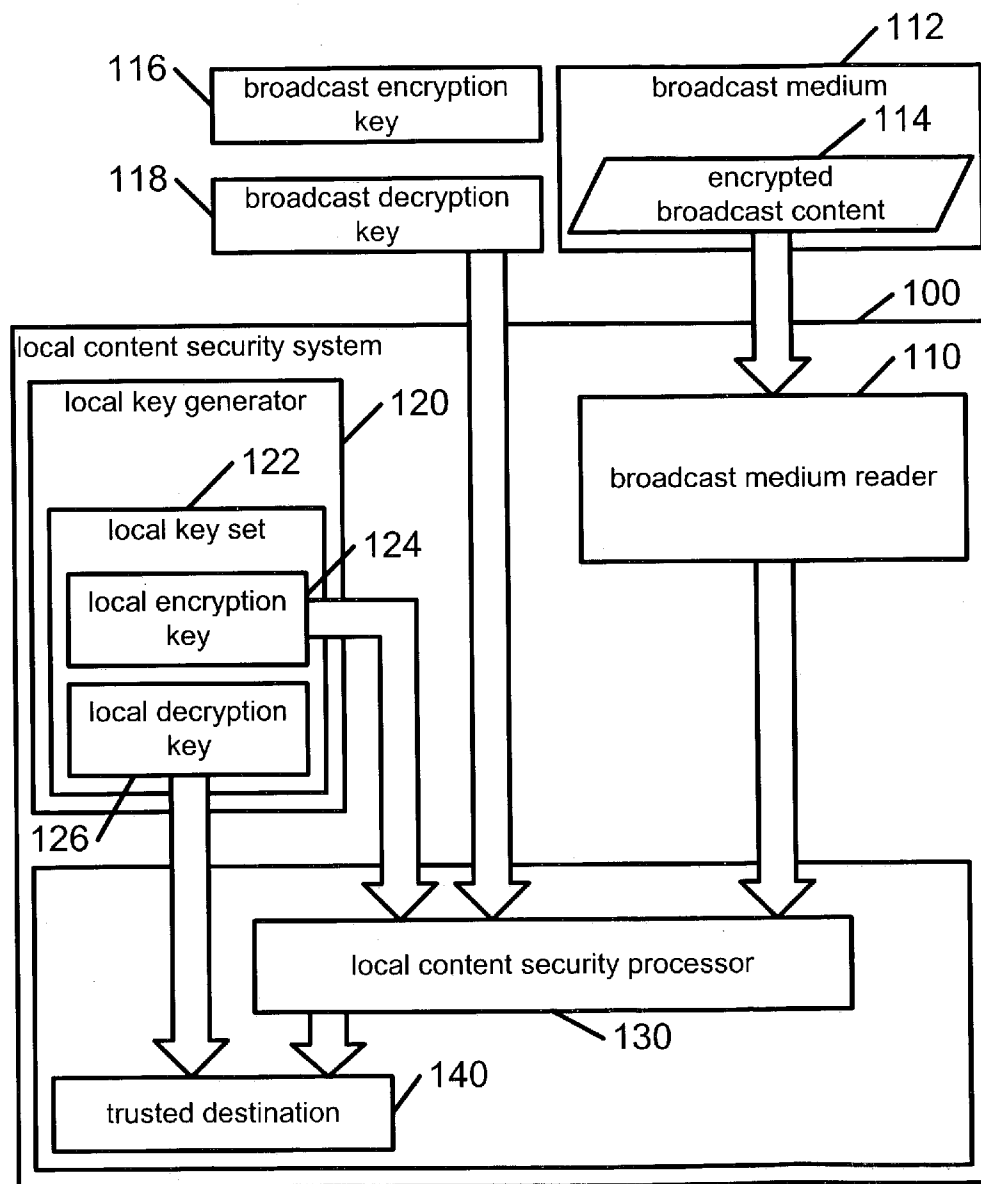 112
116
broadcast encryption
key
broadcast medium
114
118
broadcast decryption
key
encrypted
broadcast content
100
local content security system
110
local key generator
120
122
broadcast medium reader
local key set
124
local encryption
key
local decryption
key
126
local content security processor
130
140
trusted destination